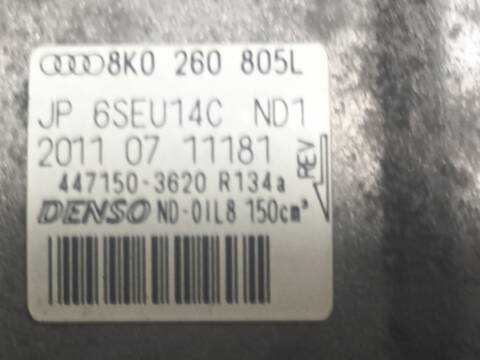 8K0 260 805L
JP 6SEU14C ND1
2011 07 11181
REV
447150-3620 R134a
DENSO ND-OIL8 150cm³